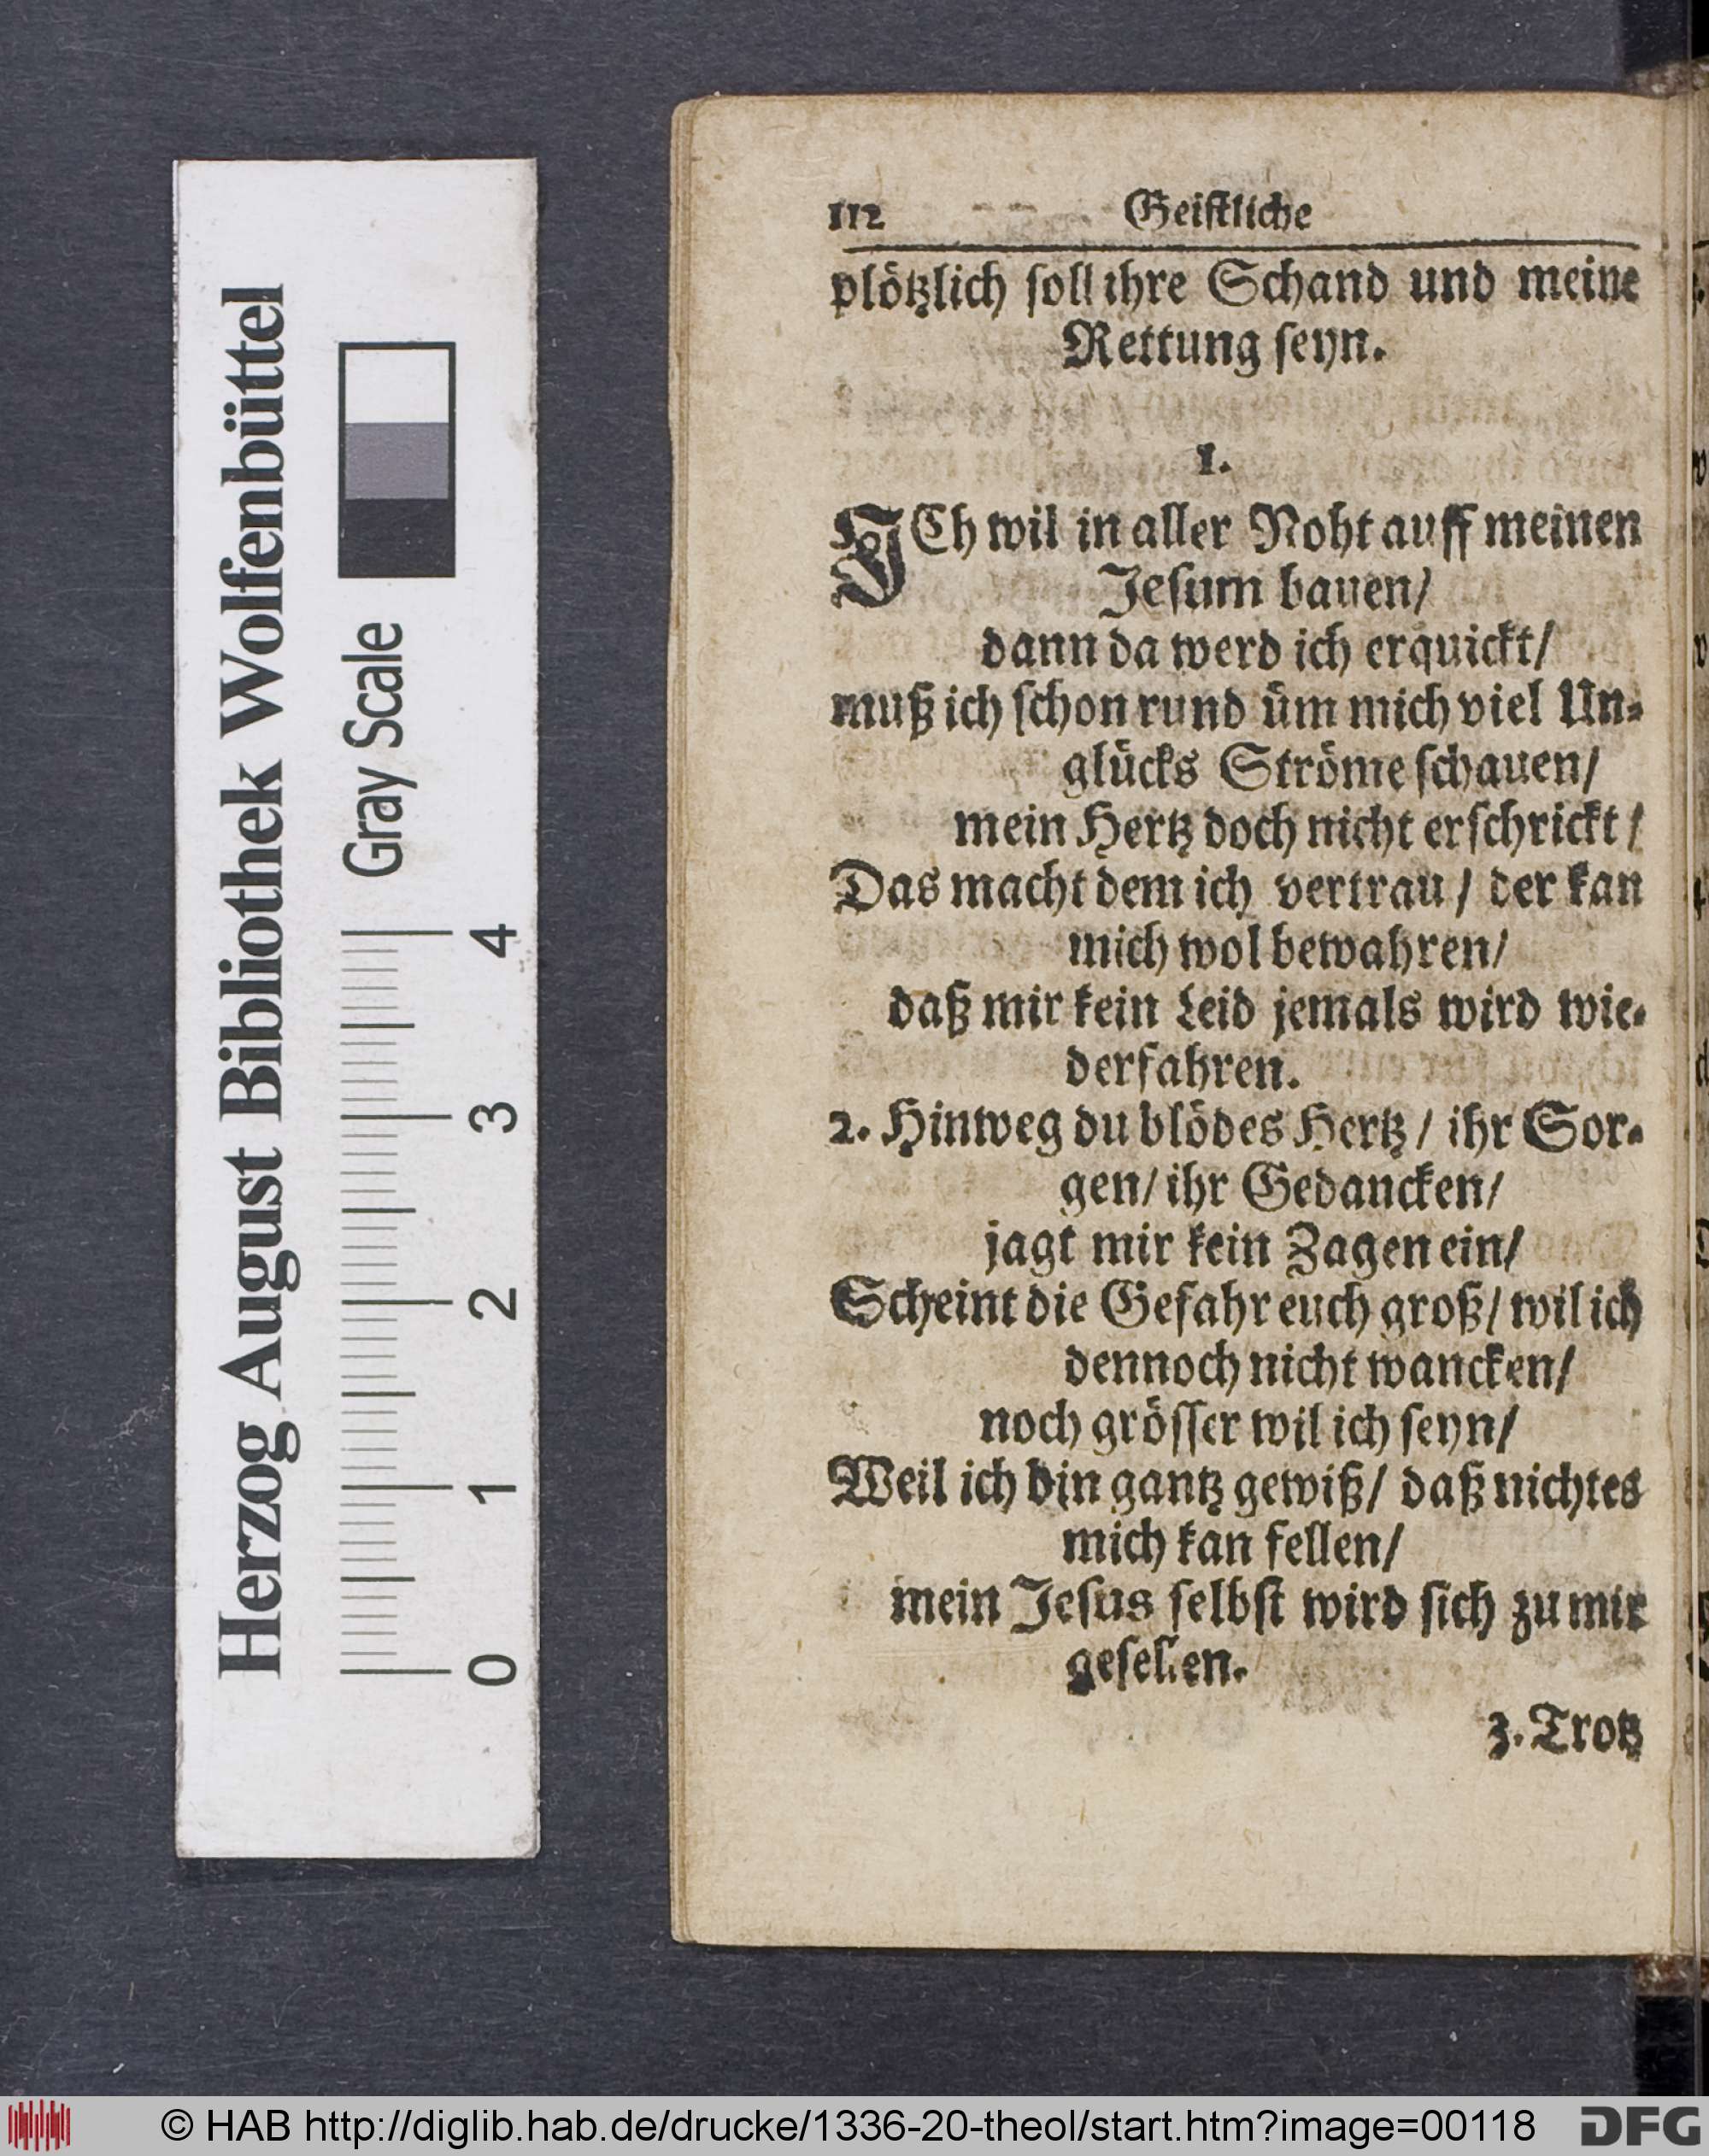 112 Geistliche
plötzlich soll ihre Schand und meine
Rettung seyn.
1.
ICh wil in aller Noht auff meinen
Jesum bauen/
dann da werd ich erquickt/
muß ich schon rund üm mich viel Un-
glücks Ströme schauen/
mein Hertz doch nicht erschrickt/
Das macht dem ich vertrau/ der kan
mich wol bewahren/
daß mir kein Leid jemals wird wie-
derfahren.
2. Hinweg du blödes Hertz/ ihr Sor-
gen/ ihr Gedancken/
jagt mir kein Zagen ein/
Scheint die Gefahr euch groß/ wil ich
dennoch nicht wancken/
noch grösser wil ich seyn/
Weil ich bin gantz gewiß/ daß nichtes
mich kan fellen/
mein Jesus selbst wird sich zu mir
gesellen.
3. Trotz
Herzog August Bibliothek Wolfenbüttel
Gray Scale
0 1 2 3 4
© HAB http://diglib.hab.de/drucke/1336-20-theol/start.htm?image=00118
DFG